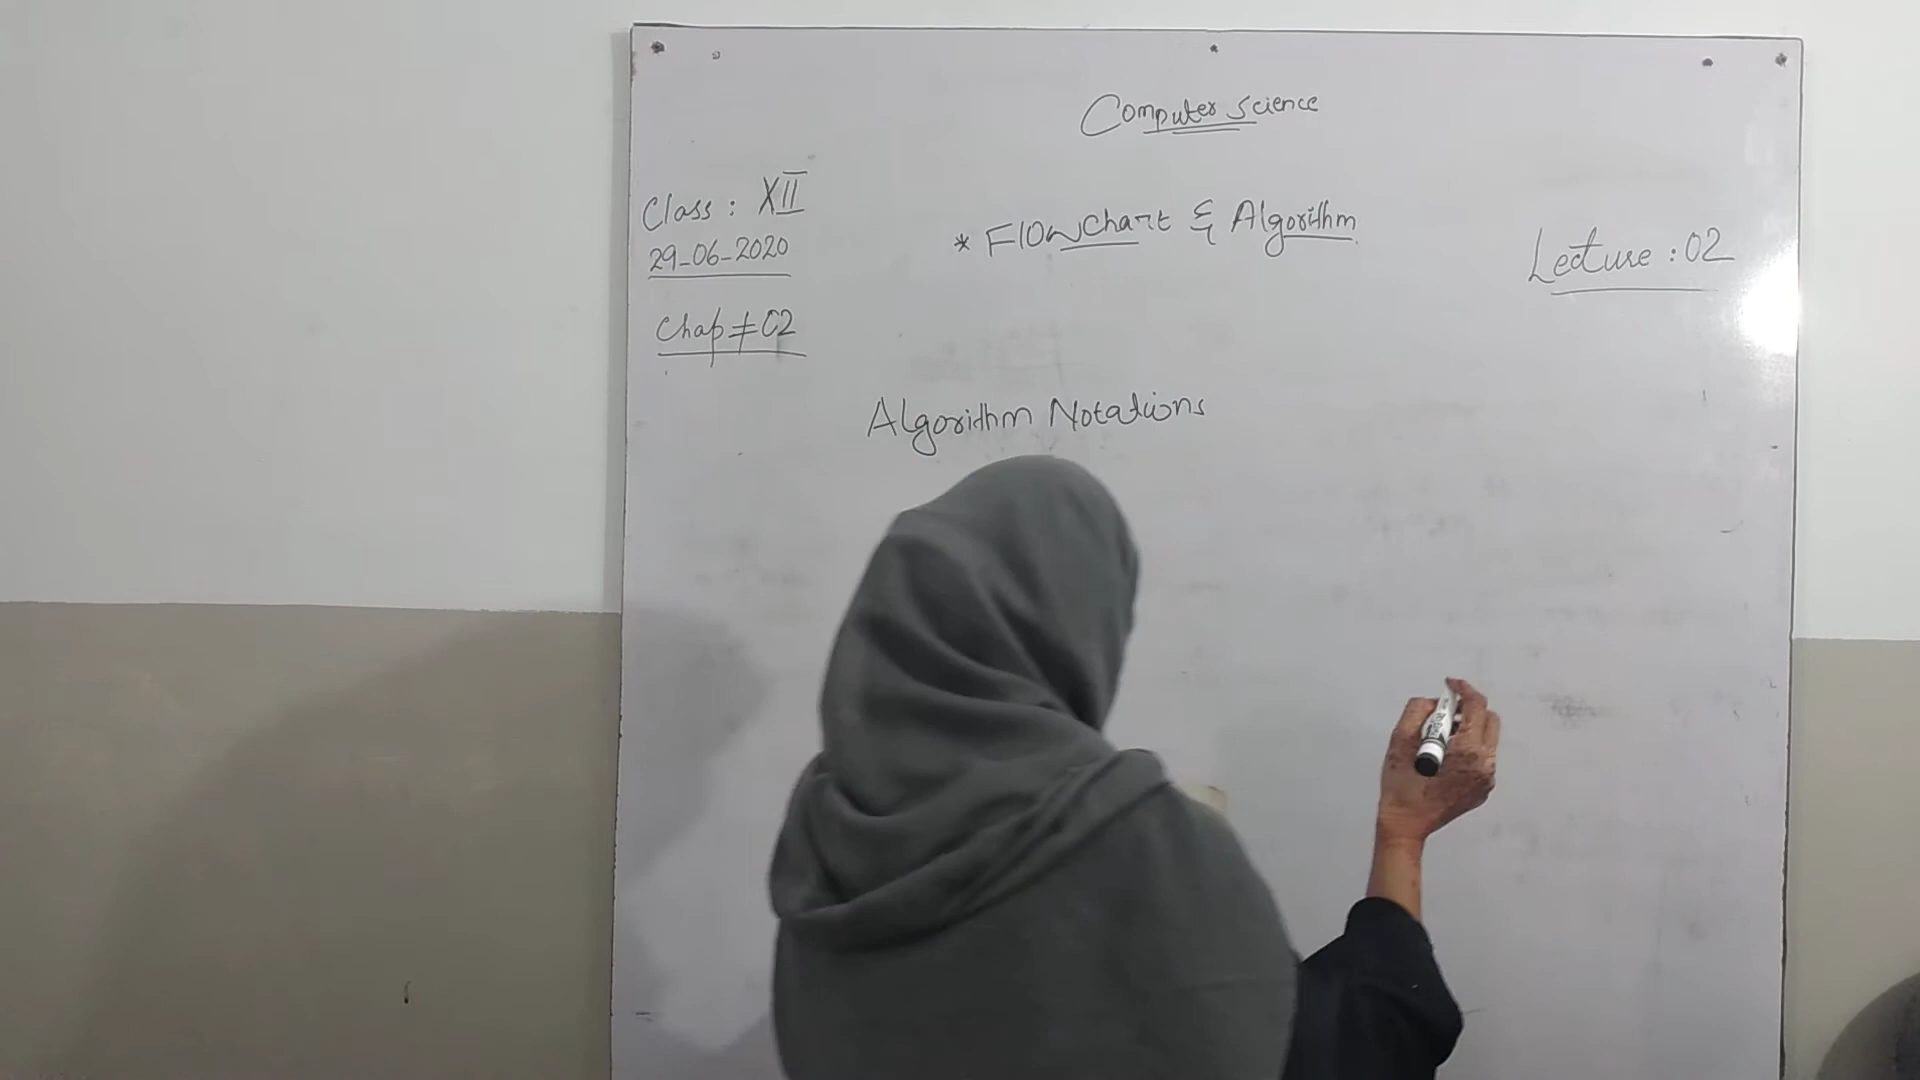 Computer Science
Class: XII
29-06-2020
* Flowchart & Algorithm
Lecture: 02
Chap # 02
Algorithm Notations